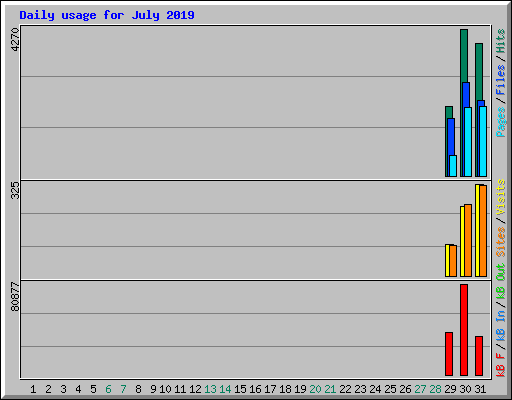 Daily usage for July 2019
4270
325
80877
Pages / Files / Hits
Sites / Visits
kB F / kB In / kB Out
1 2 3 4 5 6 7 8 9 10 11 12 13 14 15 16 17 18 19 20 21 22 23 24 25 26 27 28 29 30 31